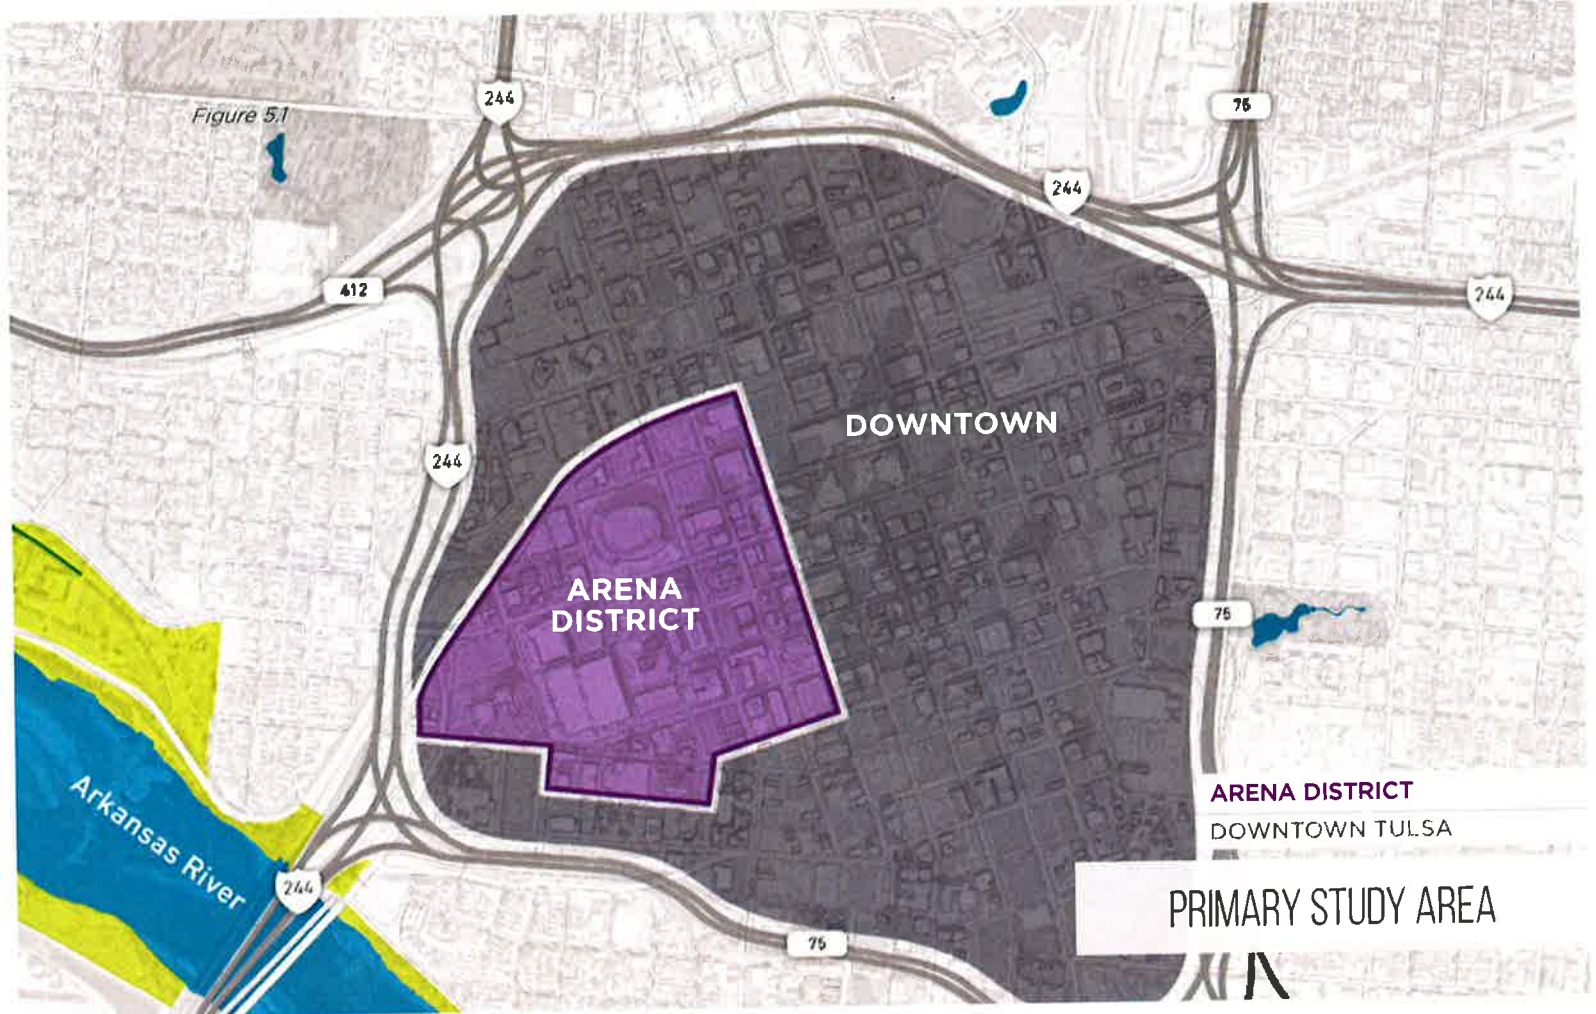 Figure 5.1
244
75
244
412
244
DOWNTOWN
244
ARENA
DISTRICT
75
Arkansas River
244
75
ARENA DISTRICT
DOWNTOWN TULSA
PRIMARY STUDY AREA